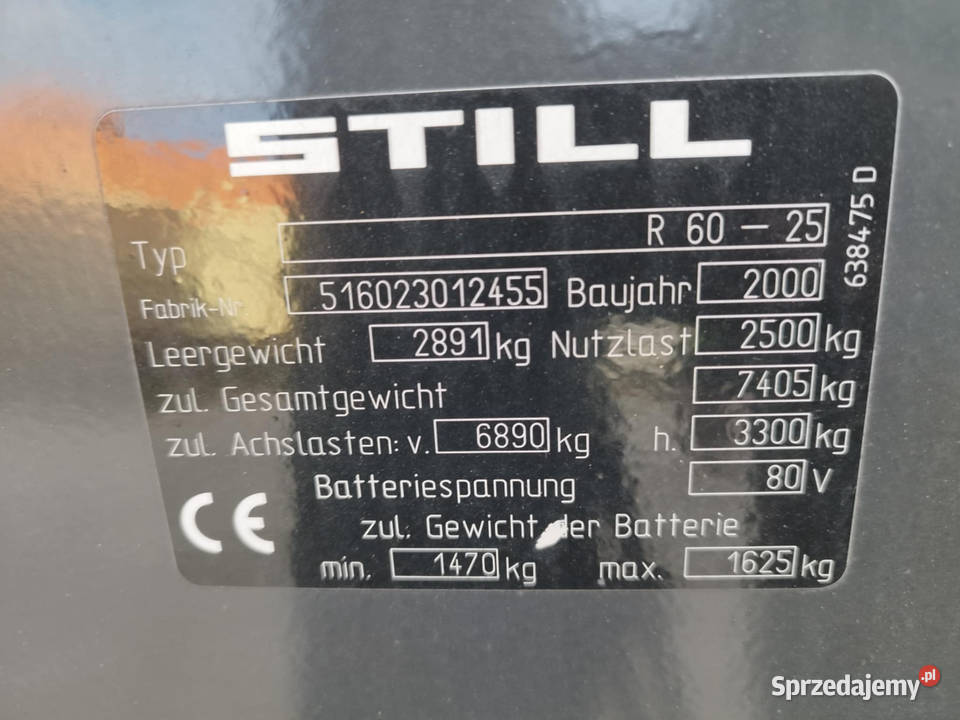 STILL
Typ R 60 - 25
638475 D
Fabrik-Nr. 516023012455 Baujahr 2000
Leergewicht 2891 kg Nutzlast 2500 kg
zul. Gesamtgewicht 7405 kg
zul. Achslasten: v. 6890 kg h. 3300 kg
Batteriespannung 80 V
CE zul. Gewicht der Batterie
min. 1470 kg max. 1625 kg
Sprzedajemy.pl